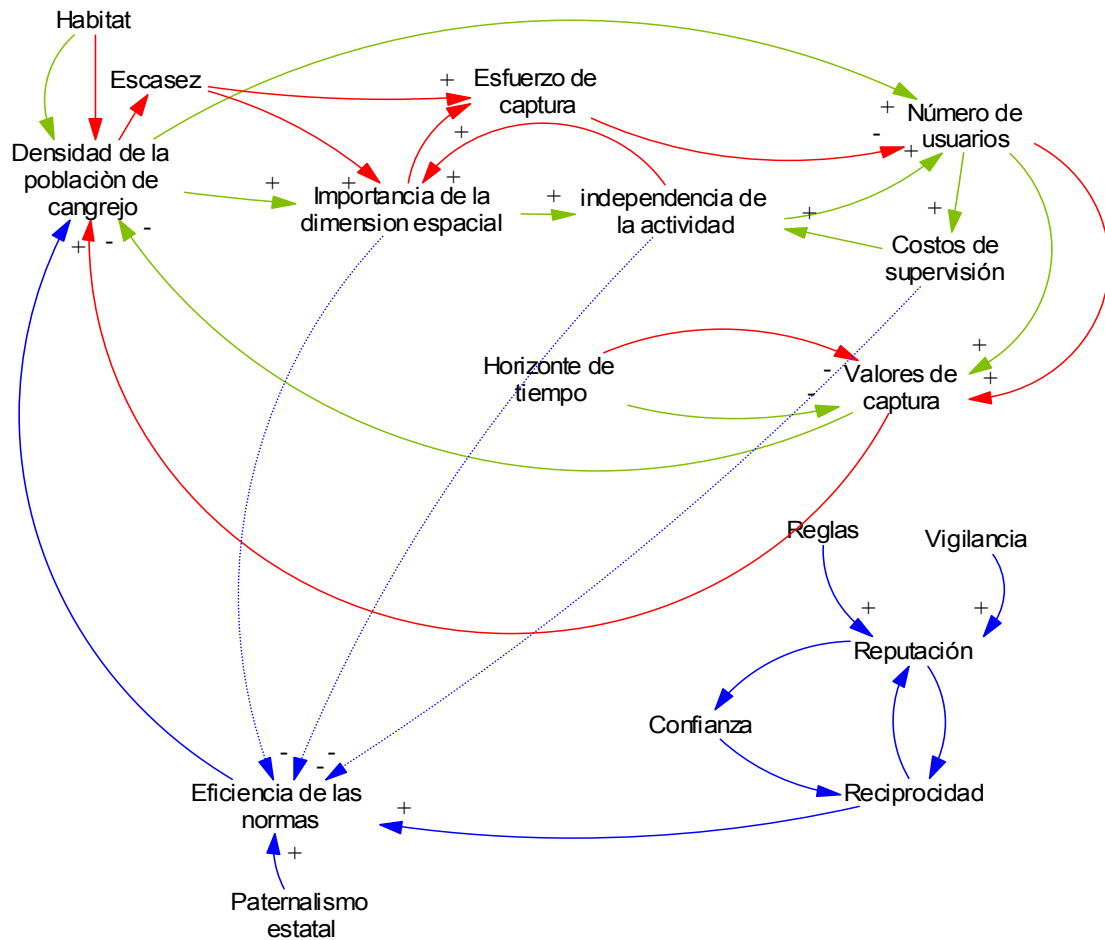 Habitat
Escasez
Esfuerzo de
captura
Número de
usuarios
Densidad de la
poblaciòn de
cangrejo
Importancia de la
dimension espacial
independencia de
la actividad
Costos de
supervisión
Horizonte de
tiempo
Valores de
captura
Reglas
Vigilancia
Reputación
Confianza
Reciprocidad
Eficiencia de las
normas
Paternalismo
estatal